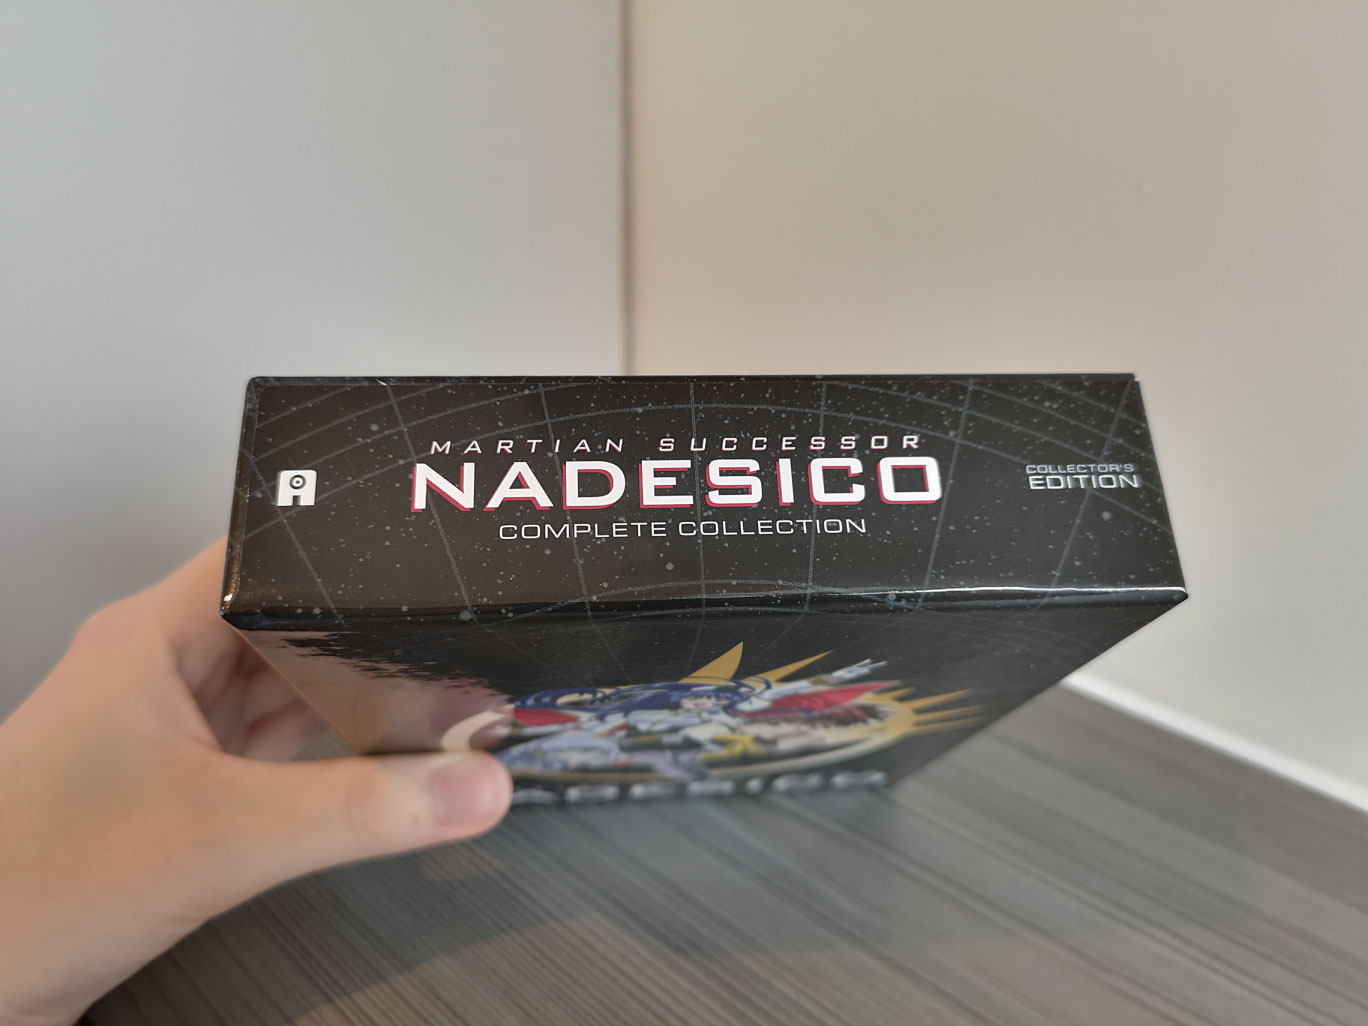 MARTIAN SUCCESSOR
NADESICO
COMPLETE COLLECTION
COLLECTOR'S
EDITION